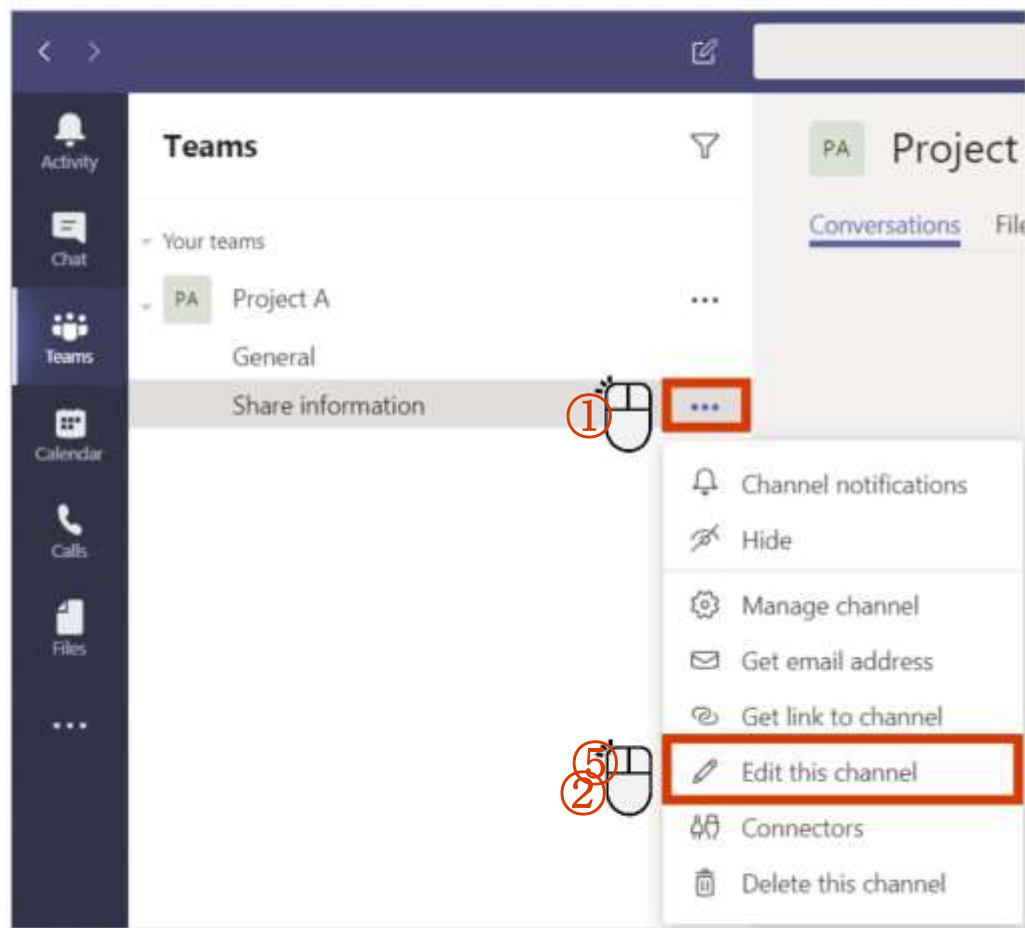 Activity
Chat
Teams
Calendar
Calls
Files
Teams
Your teams
PA Project A
General
Share information
①
PA Project
Conversations File
Channel notifications
Hide
Manage channel
Get email address
Get link to channel
⑤
②
Edit this channel
Connectors
Delete this channel